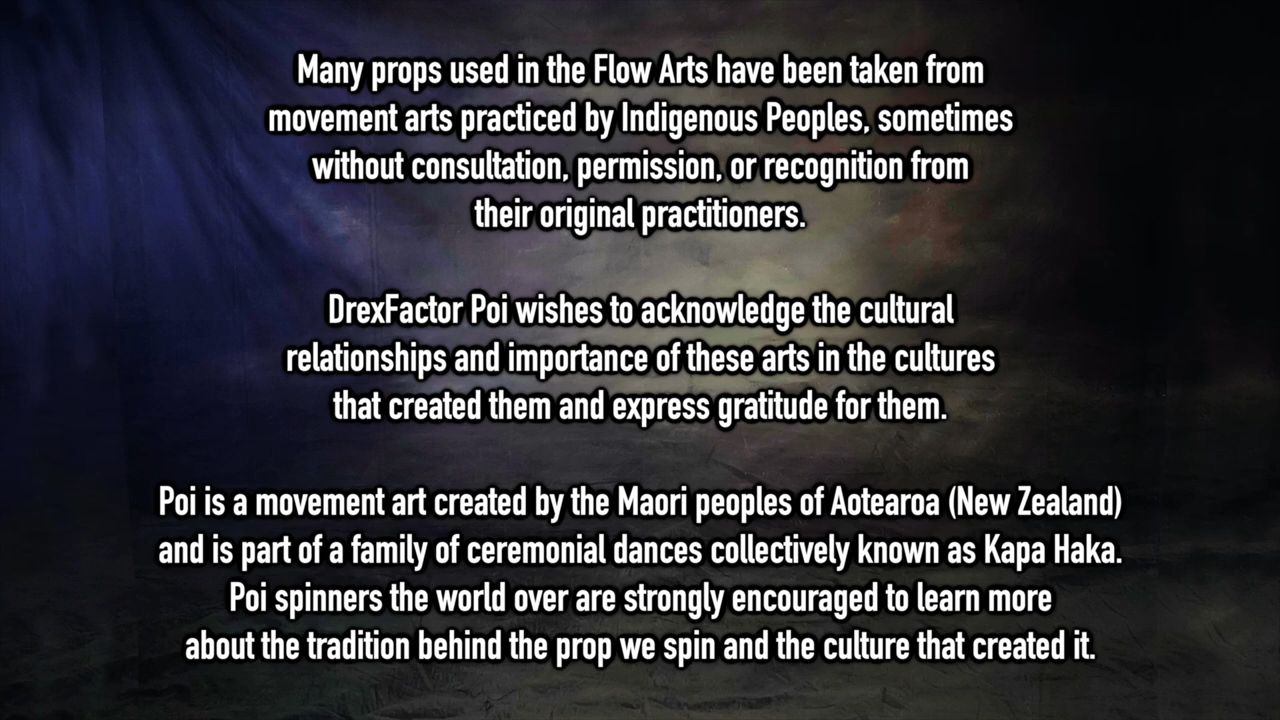 Many props used in the Flow Arts have been taken from
movement arts practiced by Indigenous Peoples, sometimes
without consultation, permission, or recognition from
their original practitioners.
DrexFactor Poi wishes to acknowledge the cultural
relationships and importance of these arts in the cultures
that created them and express gratitude for them.
Poi is a movement art created by the Maori peoples of Aotearoa (New Zealand)
and is part of a family of ceremonial dances collectively known as Kapa Haka.
Poi spinners the world over are strongly encouraged to learn more
about the tradition behind the prop we spin and the culture that created it.